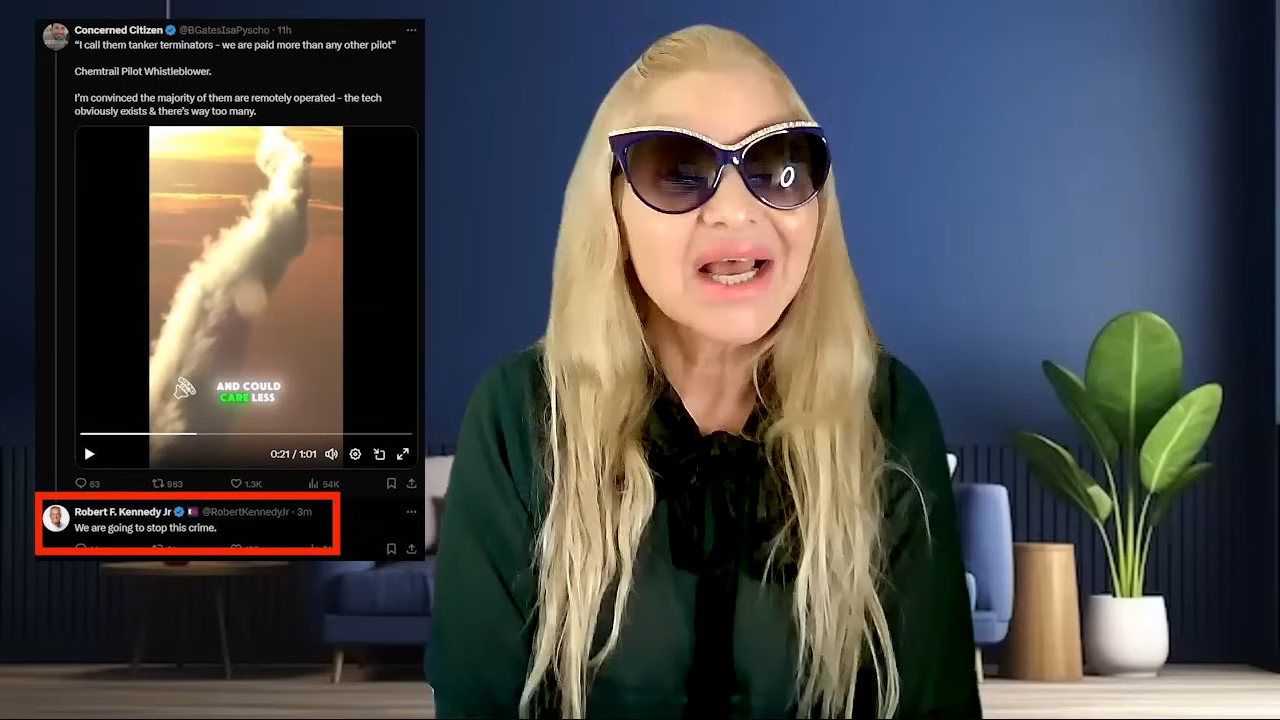 Concerned Citizen @BGatesIsaPyscho · 11h
“I call them tanker terminators - we are paid more than any other pilot”
Chemtrail Pilot Whistleblower.
I’m convinced the majority of them are remotely operated - the tech
obviously exists & there’s way too many.
AND COULD
CARE LESS
0:21 / 1:01
63 963 1.3K 54K
Robert F. Kennedy Jr @RobertKennedyJr · 3m
We are going to stop this crime.